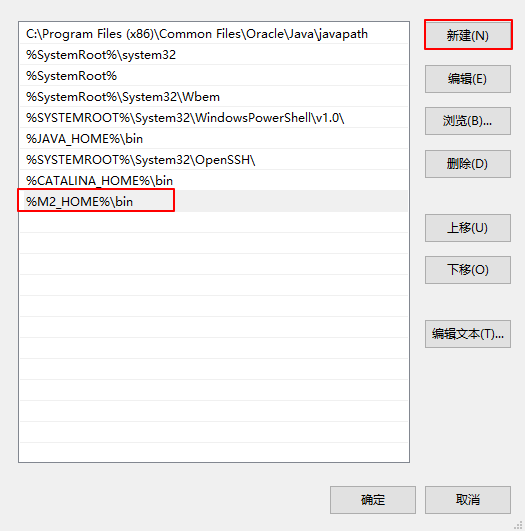 C:\Program Files (x86)\Common Files\Oracle\Java\javapath
%SystemRoot%\system32
%SystemRoot%
%SystemRoot%\System32\Wbem
%SYSTEMROOT%\System32\WindowsPowerShell\v1.0\
%JAVA_HOME%\bin
%SYSTEMROOT%\System32\OpenSSH\
%CATALINA_HOME%\bin
%M2_HOME%\bin
新建(N)
编辑(E)
浏览(B)...
删除(D)
上移(U)
下移(O)
编辑文本(T)...
确定
取消